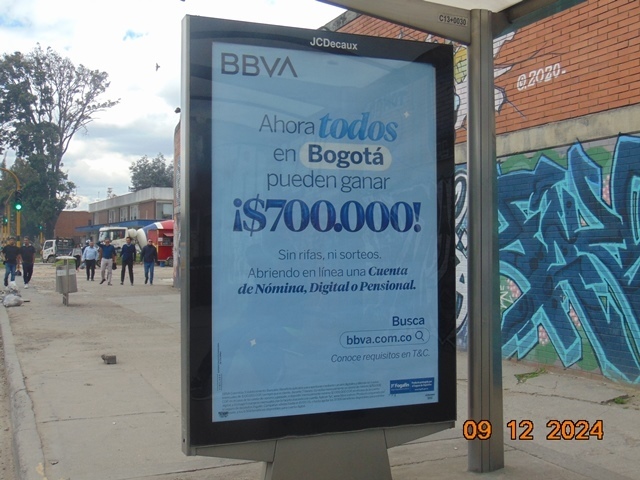 C13+0030
JCDecaux
BBVA
@2020.
Ahora todos
en Bogotá
pueden ganar
¡$700.000!
Sin rifas, ni sorteos.
Abriendo en línea una Cuenta
de Nómina, Digital o Pensional.
Busca
bbva.com.co
Conoce requisitos en T&C.
09 12 2024